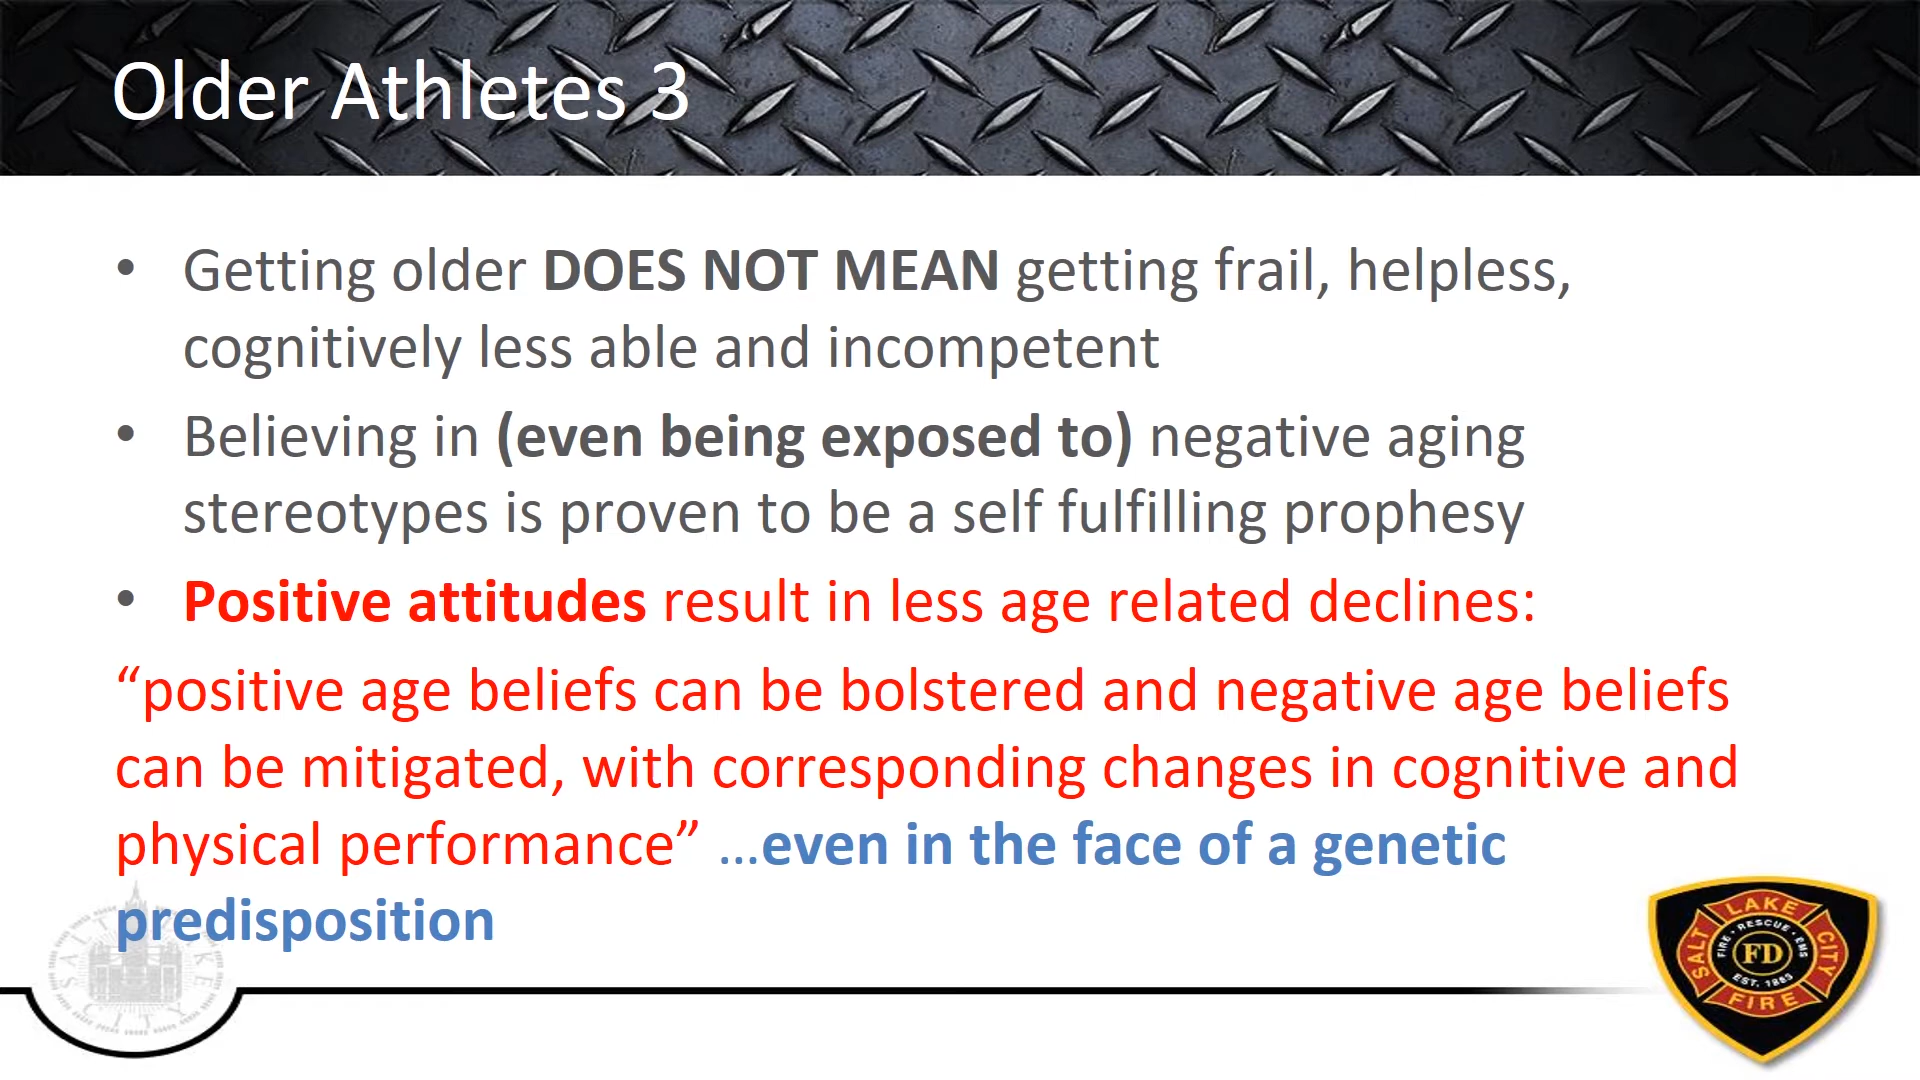 Older Athletes 3
• Getting older DOES NOT MEAN getting frail, helpless,
cognitively less able and incompetent
• Believing in (even being exposed to) negative aging
stereotypes is proven to be a self fulfilling prophesy
• Positive attitudes result in less age related declines:
“positive age beliefs can be bolstered and negative age beliefs
can be mitigated, with corresponding changes in cognitive and
physical performance” …even in the face of a genetic
predisposition
SALT LAKE CITY
SALT LAKE CITY
FIRE • RESCUE • EMS
FD
EST. 1883
FIRE